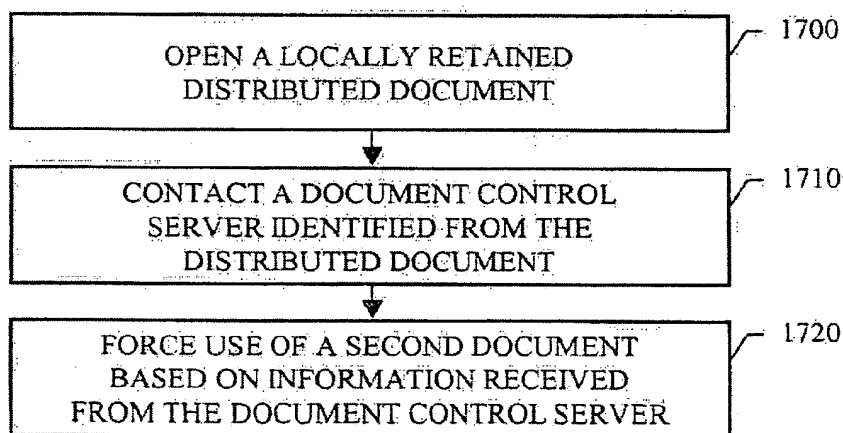 1700
OPEN A LOCALLY RETAINED
DISTRIBUTED DOCUMENT
1710
CONTACT A DOCUMENT CONTROL
SERVER IDENTIFIED FROM THE
DISTRIBUTED DOCUMENT
1720
FORCE USE OF A SECOND DOCUMENT
BASED ON INFORMATION RECEIVED
FROM THE DOCUMENT CONTROL SERVER